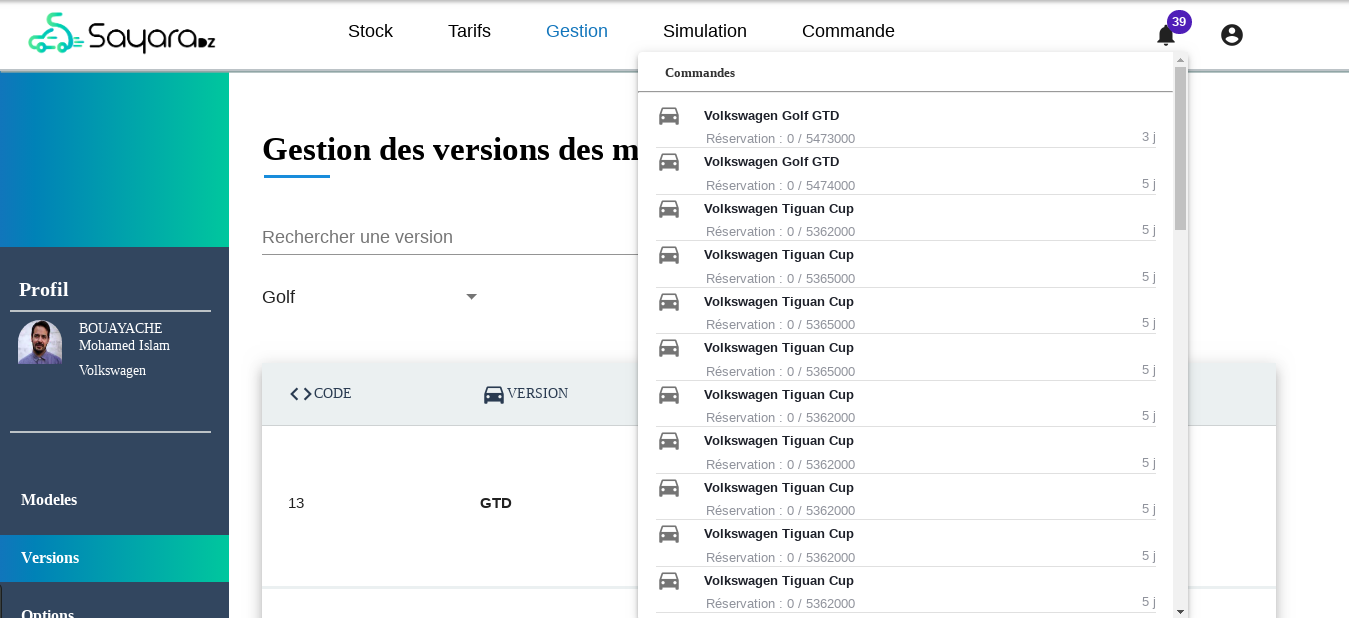 SayaraDZ
Stock
Tarifs
Gestion
Simulation
Commande
39
Commandes
Volkswagen Golf GTD
Réservation : 0 / 5473000
3 j
Volkswagen Golf GTD
Réservation : 0 / 5474000
5 j
Volkswagen Tiguan Cup
Réservation : 0 / 5362000
5 j
Volkswagen Tiguan Cup
Réservation : 0 / 5365000
5 j
Volkswagen Tiguan Cup
Réservation : 0 / 5365000
5 j
Volkswagen Tiguan Cup
Réservation : 0 / 5365000
5 j
Volkswagen Tiguan Cup
Réservation : 0 / 5362000
5 j
Volkswagen Tiguan Cup
Réservation : 0 / 5362000
5 j
Volkswagen Tiguan Cup
Réservation : 0 / 5362000
5 j
Volkswagen Tiguan Cup
Réservation : 0 / 5362000
5 j
Volkswagen Tiguan Cup
Réservation : 0 / 5362000
5 j
Gestion des versions des m
Rechercher une version
Golf
CODE
VERSION
13
GTD
Profil
BOUAYACHE
Mohamed Islam
Volkswagen
Modeles
Versions
Options